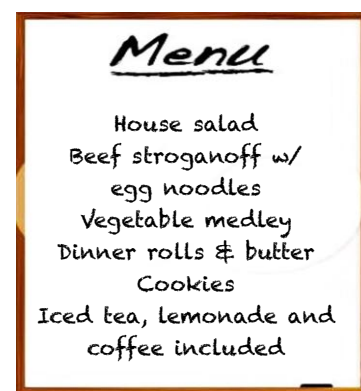 Menu
House salad
Beef stroganoff w/
egg noodles
Vegetable medley
Dinner rolls & butter
Cookies
Iced tea, lemonade and
coffee included